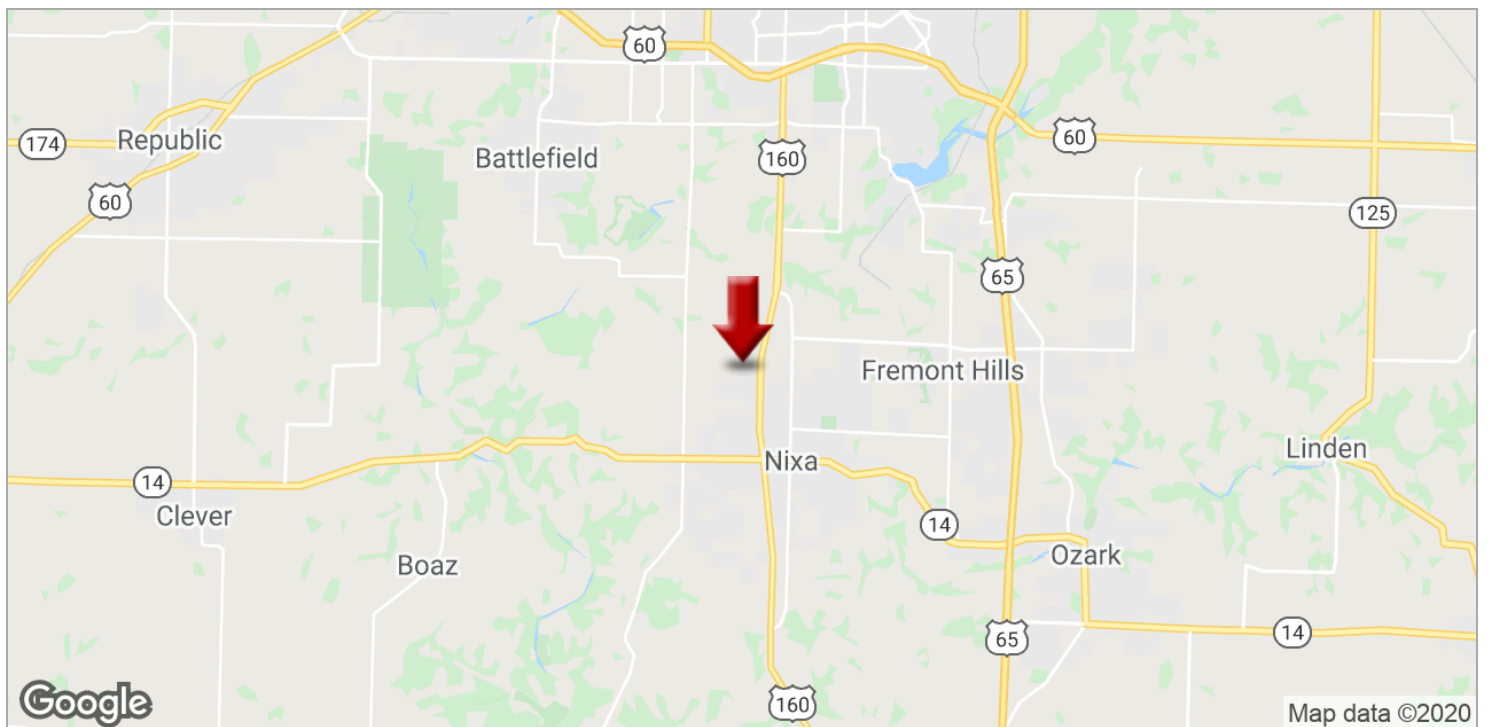 60
174
Republic
Battlefield
160
60
60
125
65
Fremont Hills
Linden
Nixa
14
Clever
14
Ozark
Boaz
65
14
160
Google
Map data ©2020